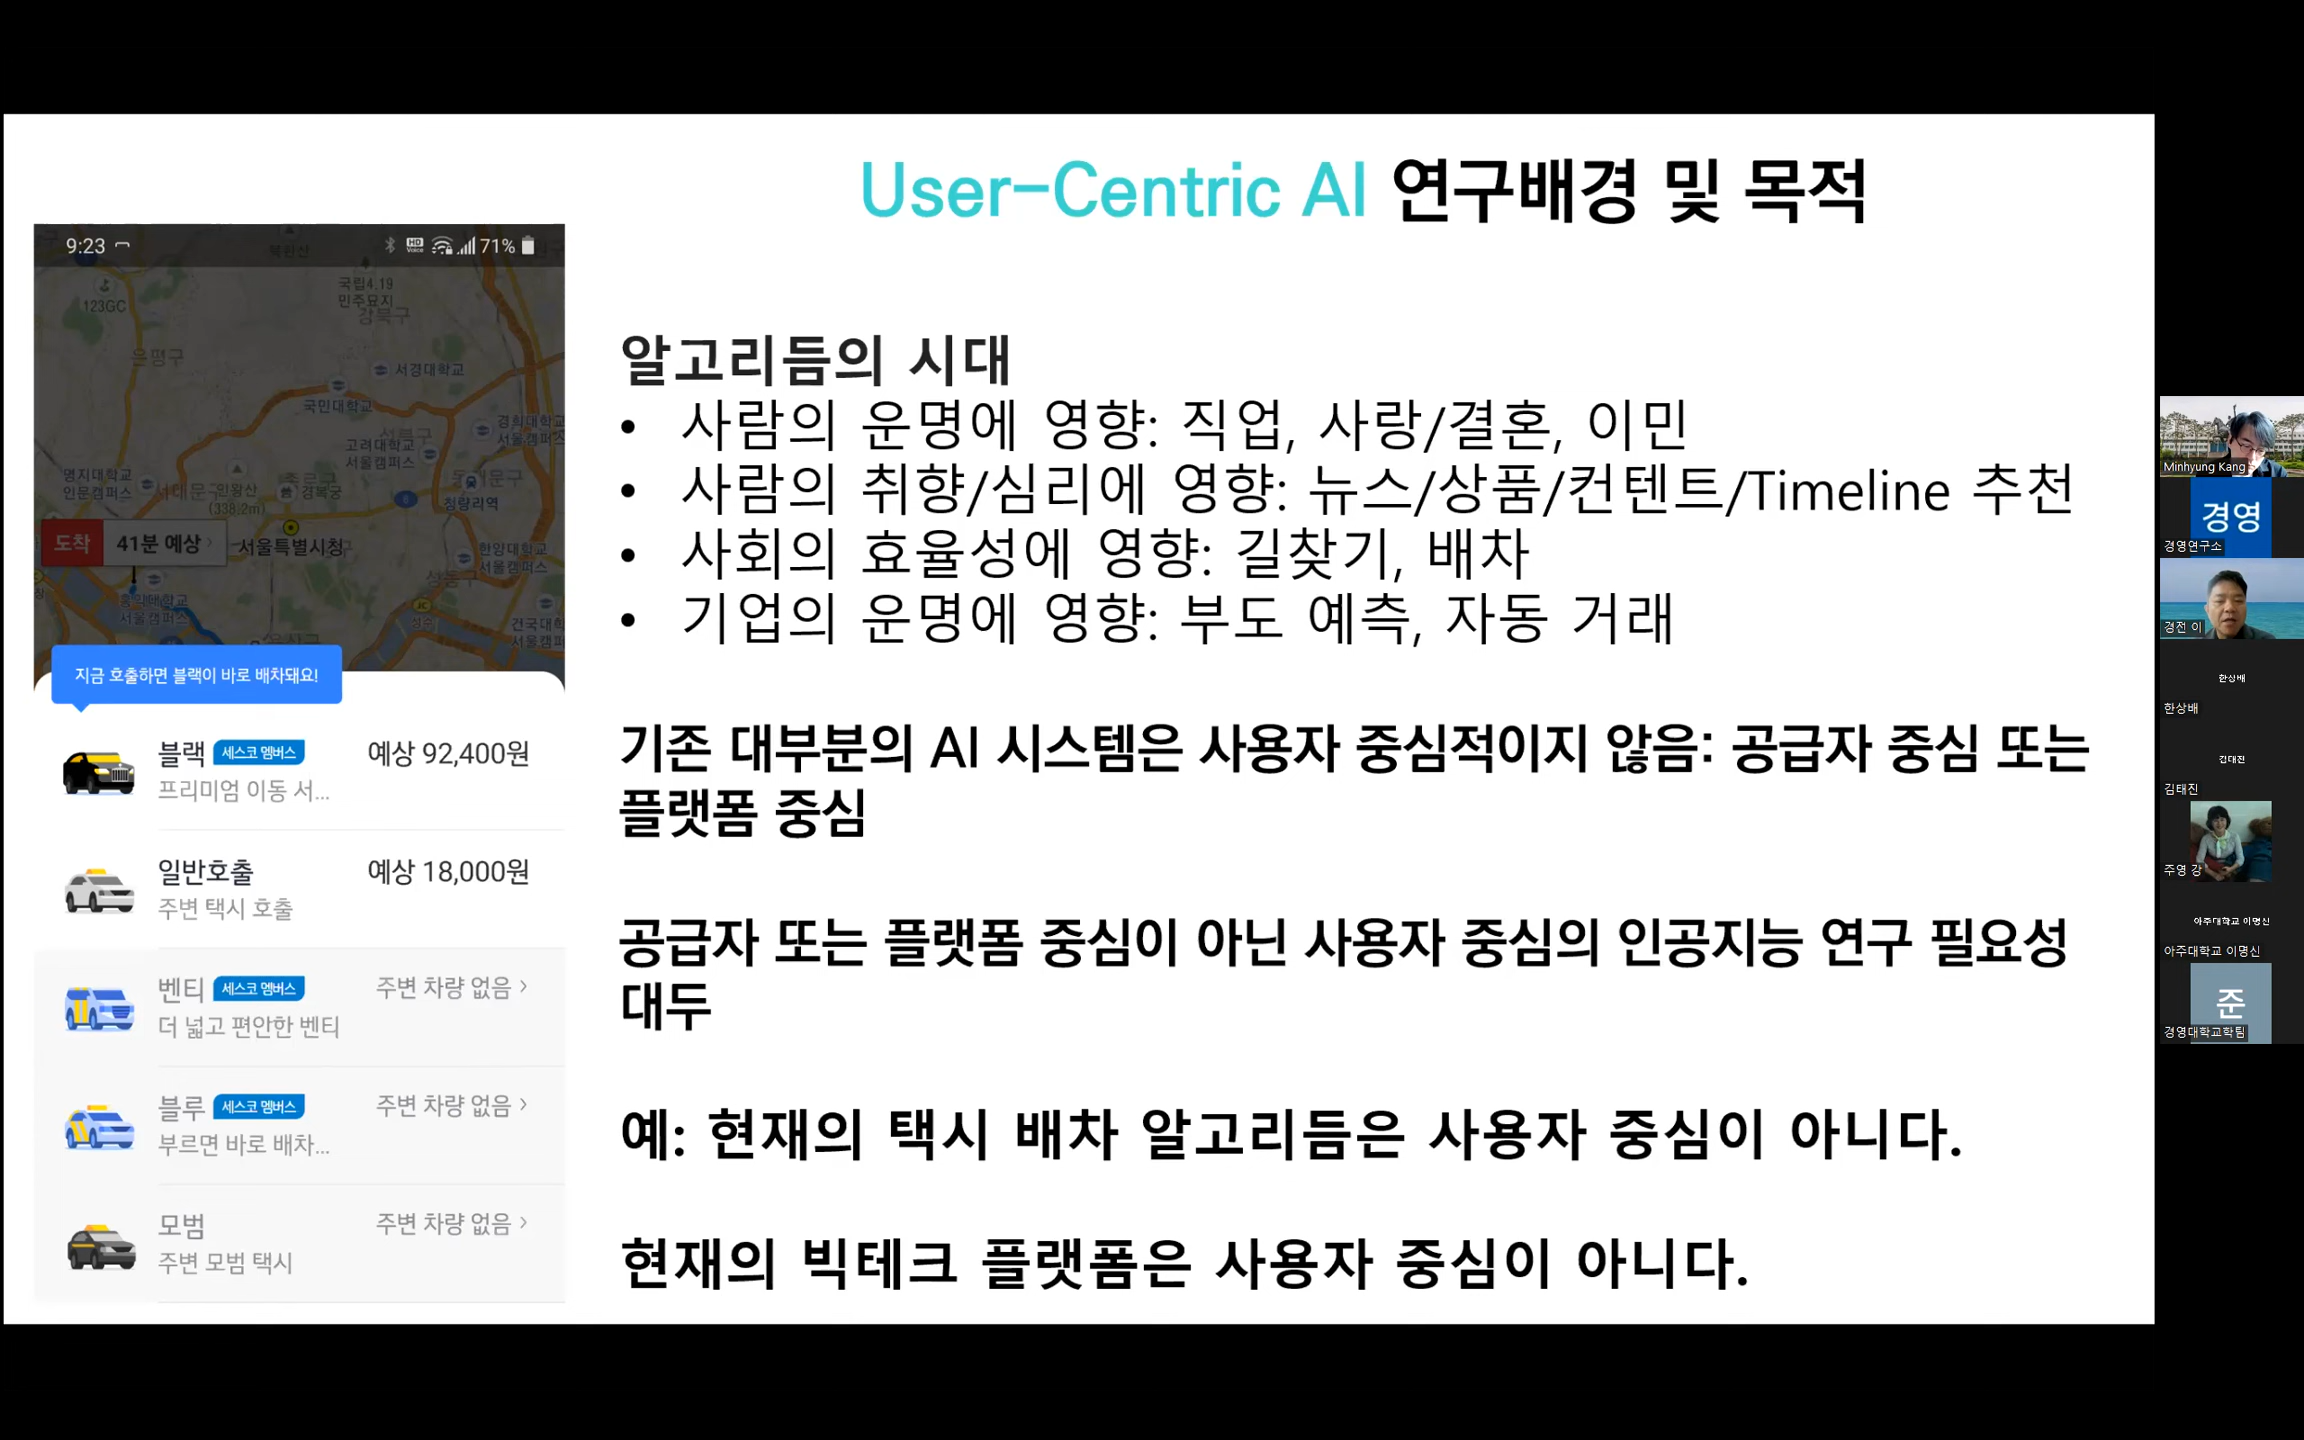 User-Centric AI 연구배경 및 목적
9:23
71%
123GC
국립4.19
민주묘지
강북구
은평구
서경대학교
국민대학교
경희대학교
서울캠퍼스
고려대학교
서울캠퍼스
명지대학교
인문캠퍼스
서대문구
인왕산
(338.2m)
경복궁
청량리역
도착 41분 예상
서울특별시청
한양대학교
서울캠퍼스
홍익대학교
서울캠퍼스
성수
건국대학
서울캠퍼
지금 호출하면 블랙이 바로 배차돼요!
블랙 세스코 멤버스 예상 92,400원
프리미엄 이동 서...
일반호출 예상 18,000원
주변 택시 호출
벤티 세스코 멤버스 주변 차량 없음 >
더 넓고 편안한 벤티
블루 세스코 멤버스 주변 차량 없음 >
부르면 바로 배차...
모범 주변 차량 없음 >
주변 모범 택시
알고리듬의 시대
• 사람의 운명에 영향: 직업, 사랑/결혼, 이민
• 사람의 취향/심리에 영향: 뉴스/상품/컨텐트/Timeline 추천
• 사회의 효율성에 영향: 길찾기, 배차
• 기업의 운명에 영향: 부도 예측, 자동 거래
기존 대부분의 AI 시스템은 사용자 중심적이지 않음: 공급자 중심 또는
플랫폼 중심
공급자 또는 플랫폼 중심이 아닌 사용자 중심의 인공지능 연구 필요성
대두
예: 현재의 택시 배차 알고리듬은 사용자 중심이 아니다.
현재의 빅테크 플랫폼은 사용자 중심이 아니다.
Minhyung Kang
경영
경영연구소
경전 이
한상배
한상배
김태진
김태진
주영 강
아주대학교 이명신
아주대학교 이명신
준
경영대학교학팀